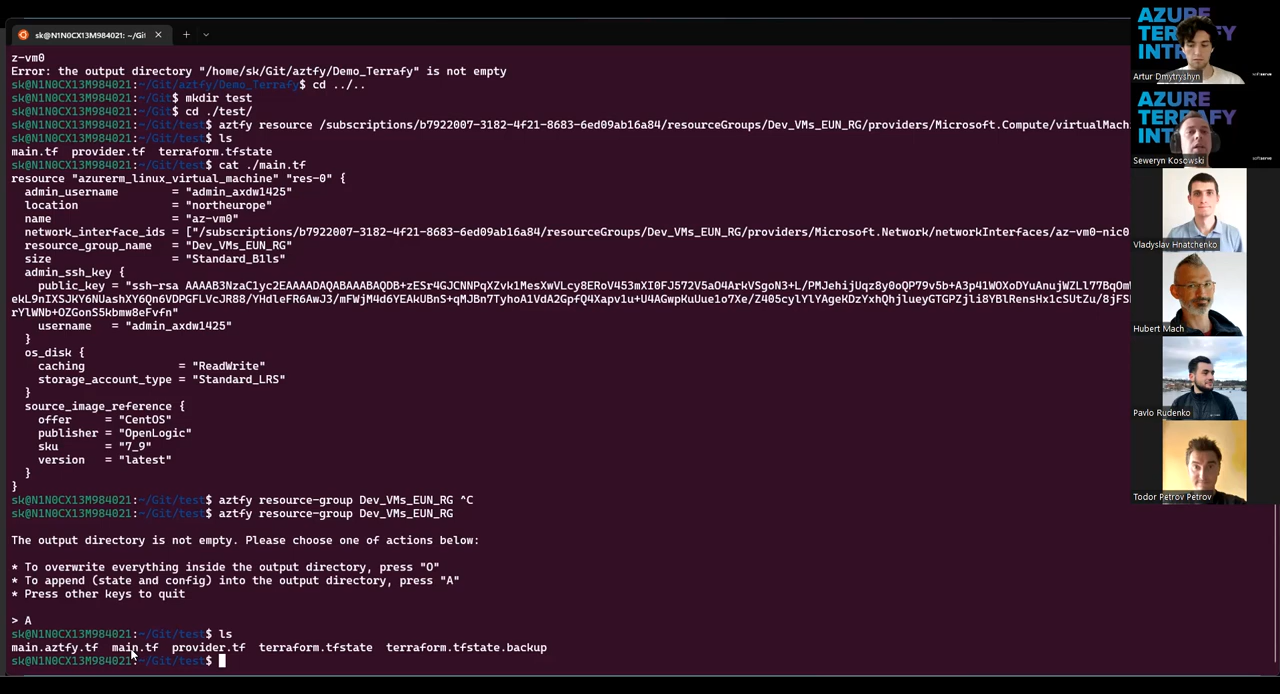 sk@N1N0CX13M984021: ~/Git
z-vm0
Error: the output directory "/home/sk/Git/aztfy/Demo_Terrafy" is not empty
sk@N1N0CX13M984021:~/Git/aztfy/Demo_Terrafy$ cd ../..
sk@N1N0CX13M984021:~/Git$ mkdir test
sk@N1N0CX13M984021:~/Git$ cd ./test/
sk@N1N0CX13M984021:~/Git/test$ aztfy resource /subscriptions/b7922007-3182-4f21-8683-6ed09ab16a84/resourceGroups/Dev_VMs_EUN_RG/providers/Microsoft.Compute/virtualMachi
sk@N1N0CX13M984021:~/Git/test$ ls
main.tf provider.tf terraform.tfstate
sk@N1N0CX13M984021:~/Git/test$ cat ./main.tf
resource "azurerm_linux_virtual_machine" "res-0" {
admin_username = "admin_axdw1425"
location = "northeurope"
name = "az-vm0"
network_interface_ids = ["/subscriptions/b7922007-3182-4f21-8683-6ed09ab16a84/resourceGroups/Dev_VMs_EUN_RG/providers/Microsoft.Network/networkInterfaces/az-vm0-nic0
resource_group_name = "Dev_VMs_EUN_RG"
size = "Standard_B1ls"
admin_ssh_key {
public_key = "ssh-rsa
username = "admin_axdw1425"
}
os_disk {
caching = "ReadWrite"
storage_account_type = "Standard_LRS"
}
source_image_reference {
offer = "CentOS"
publisher = "OpenLogic"
sku = "7_9"
version = "latest"
}
}
sk@N1N0CX13M984021:~/Git/test$ aztfy resource-group Dev_VMs_EUN_RG ^C
sk@N1N0CX13M984021:~/Git/test$ aztfy resource-group Dev_VMs_EUN_RG
The output directory is not empty. Please choose one of actions below:
* To overwrite everything inside the output directory, press "O"
* To append (state and config) into the output directory, press "A"
* Press other keys to quit
> A
sk@N1N0CX13M984021:~/Git/test$ ls
main.aztfy.tf main.tf provider.tf terraform.tfstate terraform.tfstate.backup
sk@N1N0CX13M984021:~/Git/test$
AZURE
Artur Dmytryshyn
softserve
AZURE
Seweryn Kosowski
softserve
Vladyslav Hnatchenko
Hubert Mach
Pavlo Rudenko
Todor Petrov Petrov